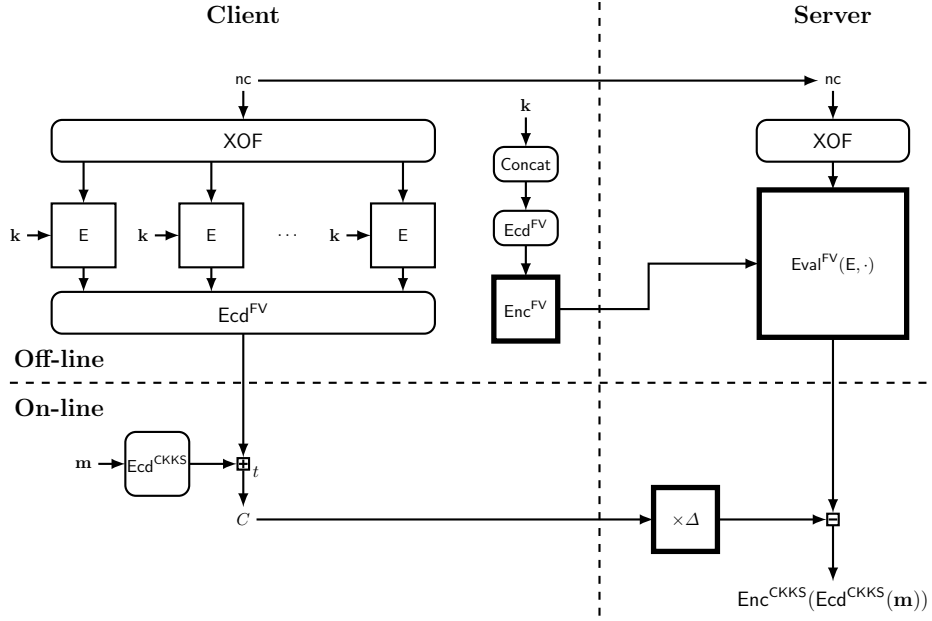 Client
Server
nc
nc
k
XOF
XOF
Concat
k
E
k
E
···
k
E
Ecd^FV
Eval^FV(E, ·)
Ecd^FV
Enc^FV
Off-line
On-line
m
Ecd^CKKS
t
C
×Δ
Enc^CKKS(Ecd^CKKS(m))